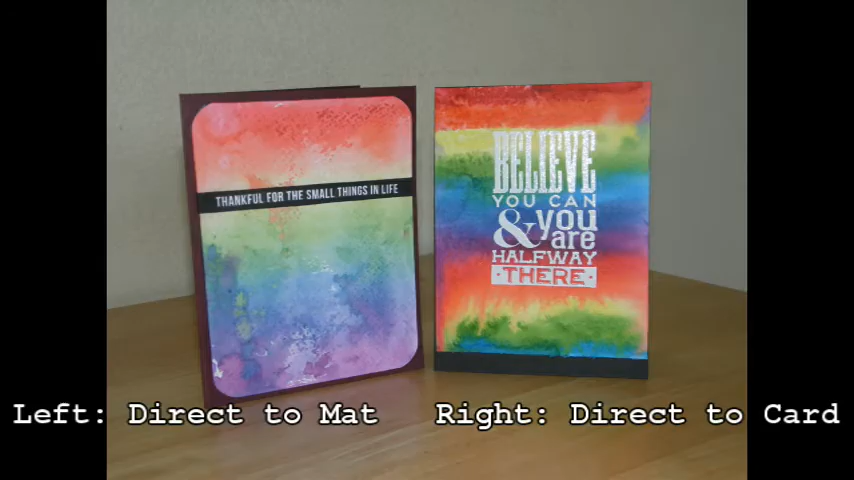 THANKFUL FOR THE SMALL THINGS IN LIFE
BELIEVE
YOU CAN
& you
are
HALFWAY
·THERE·
Left: Direct to Mat Right: Direct to Card